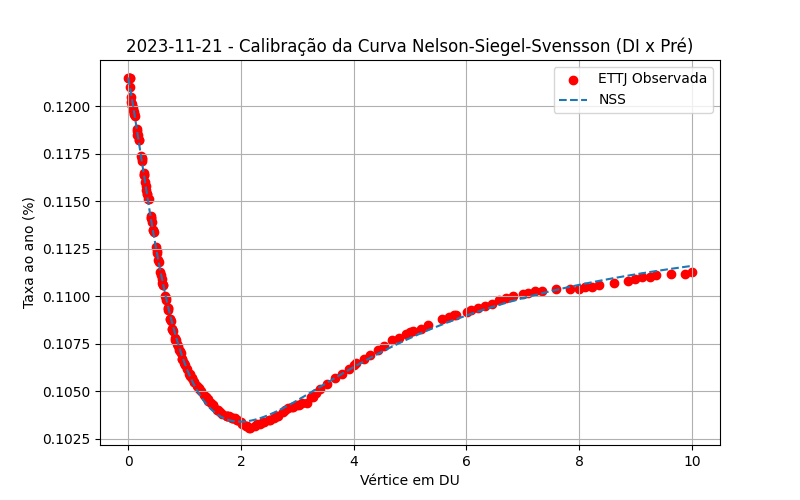 2023-11-21 - Calibração da Curva Nelson-Siegel-Svensson (DI x Pré)
ETTJ Observada
NSS
Taxa ao ano (%)
0.1200
0.1175
0.1150
0.1125
0.1100
0.1075
0.1050
0.1025
0 2 4 6 8 10
Vértice em DU